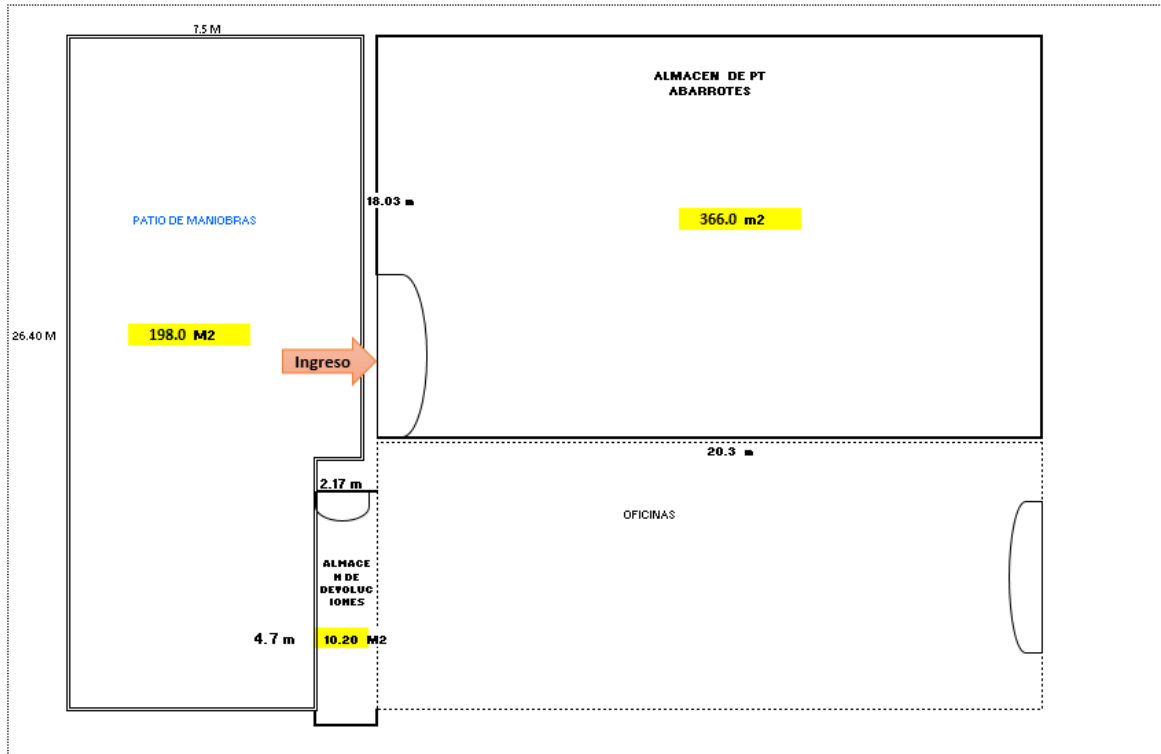 7.5 M
ALMACEN DE PT
ABARROTES
18.03 m
PATIO DE MANIOBRAS
366.0 m2
26.40 M
198.0 M2
Ingreso
20.3 m
2.17 m
OFICINAS
ALMACE
N DE
DEVOLUC
IONES
4.7 m
10.20 M2